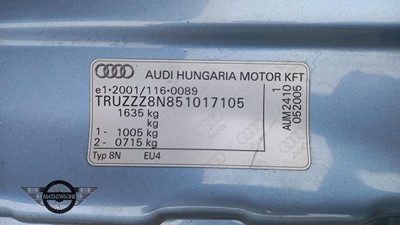 AUDI HUNGARIA MOTOR KFT
e1*2001/116*0089
TRUZZZ8N851017105
1635 kg
kg
1- 1005 kg
2- 0715 kg
Typ 8N EU4
1
AUM2410
052005